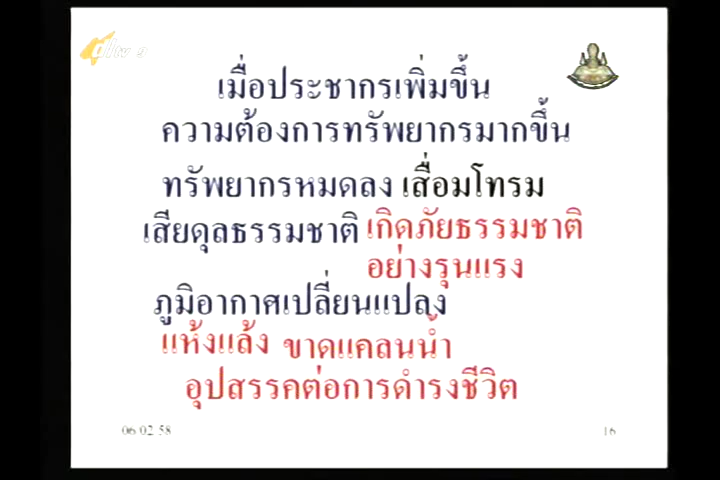 เมื่อประชากรเพิ่มขึ้น
ความต้องการทรัพยากรมากขึ้น
ทรัพยากรหมดลง เสื่อมโทรม
เสียดุลธรรมชาติ เกิดภัยธรรมชาติ
อย่างรุนแรง
ภูมิอากาศเปลี่ยนแปลง
แห้งแล้ง ขาดแคลนน้ำ
อุปสรรคต่อการดำรงชีวิต
06/02/58 16